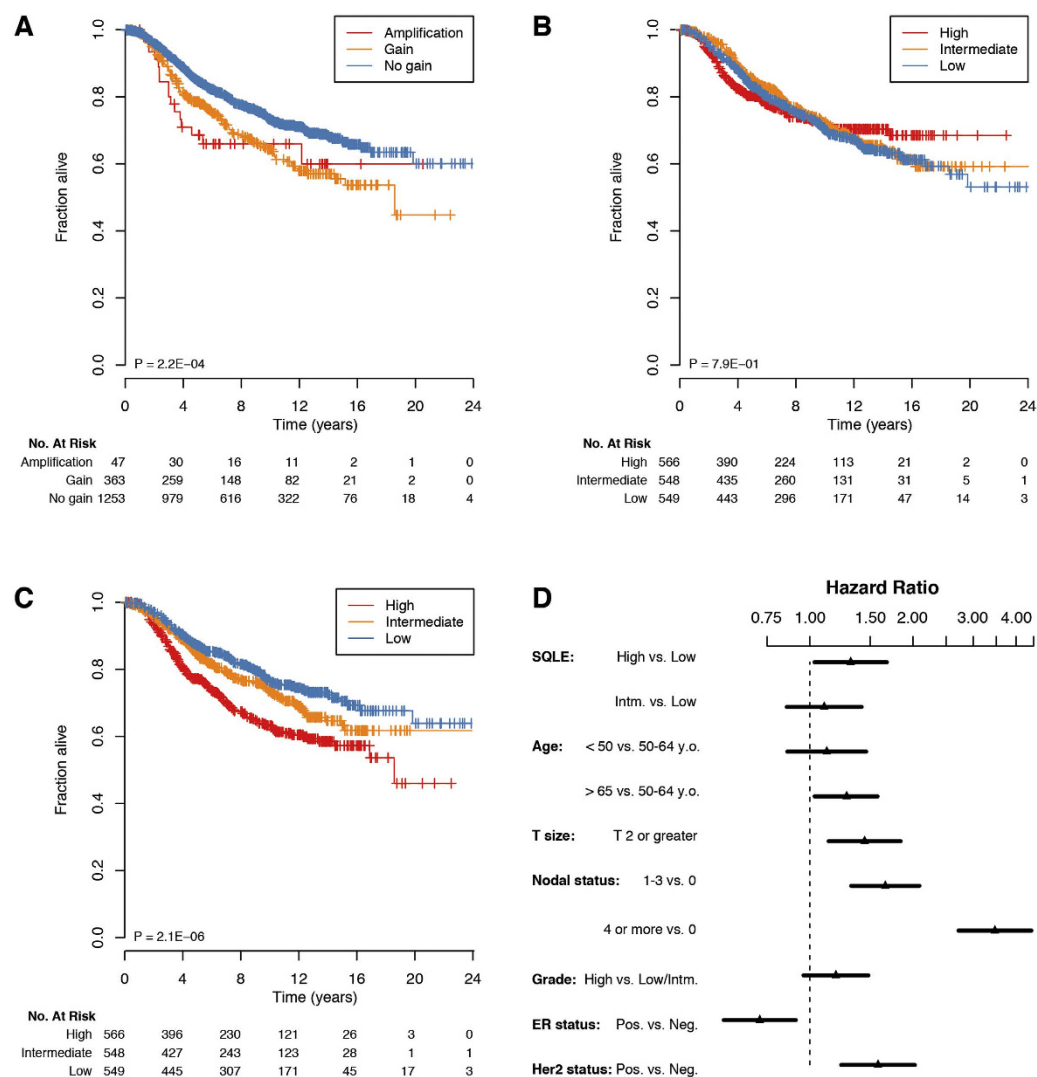 A
Amplification
Gain
No gain
Fraction alive
1.0
0.8
0.6
0.4
0.2
0.0
P = 2.2E−04
0 4 8 12 16 20 24
Time (years)
No. At Risk
Amplification 47 30 16 11 2 1 0
Gain 363 259 148 82 21 2 0
No gain 1253 979 616 322 76 18 4
B
High
Intermediate
Low
Fraction alive
1.0
0.8
0.6
0.4
0.2
0.0
P = 7.9E−01
0 4 8 12 16 20 24
Time (years)
No. At Risk
High 566 390 224 113 21 2 0
Intermediate 548 435 260 131 31 5 1
Low 549 443 296 171 47 14 3
C
High
Intermediate
Low
Fraction alive
1.0
0.8
0.6
0.4
0.2
0.0
P = 2.1E−06
0 4 8 12 16 20 24
Time (years)
No. At Risk
High 566 396 230 121 26 3 0
Intermediate 548 427 243 123 28 1 1
Low 549 445 307 171 45 17 3
D
Hazard Ratio
0.75 1.00 1.50 2.00 3.00 4.00
SQLE: High vs. Low
Intm. vs. Low
Age: < 50 vs. 50-64 y.o.
> 65 vs. 50-64 y.o.
T size: T 2 or greater
Nodal status: 1-3 vs. 0
4 or more vs. 0
Grade: High vs. Low/Intm.
ER status: Pos. vs. Neg.
Her2 status: Pos. vs. Neg.